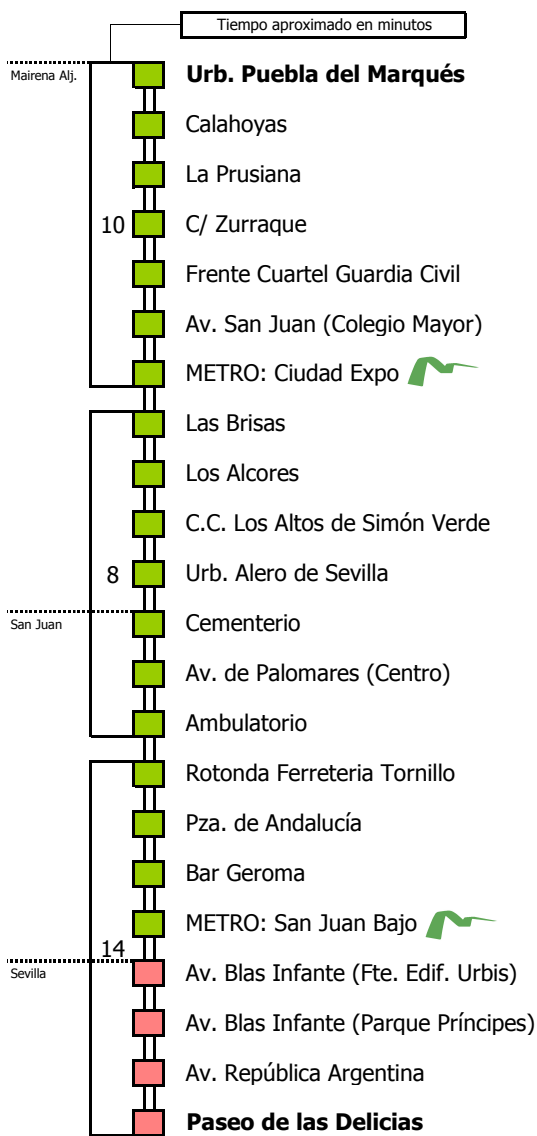 Tiempo aproximado en minutos
Mairena Alj.
Urb. Puebla del Marqués
Calahoyas
La Prusiana
10
C/ Zurraque
Frente Cuartel Guardia Civil
Av. San Juan (Colegio Mayor)
METRO: Ciudad Expo
Las Brisas
Los Alcores
C.C. Los Altos de Simón Verde
8
Urb. Alero de Sevilla
San Juan
Cementerio
Av. de Palomares (Centro)
Ambulatorio
Rotonda Ferreteria Tornillo
Pza. de Andalucía
Bar Geroma
METRO: San Juan Bajo
14
Sevilla
Av. Blas Infante (Fte. Edif. Urbis)
Av. Blas Infante (Parque Príncipes)
Av. República Argentina
Paseo de las Delicias